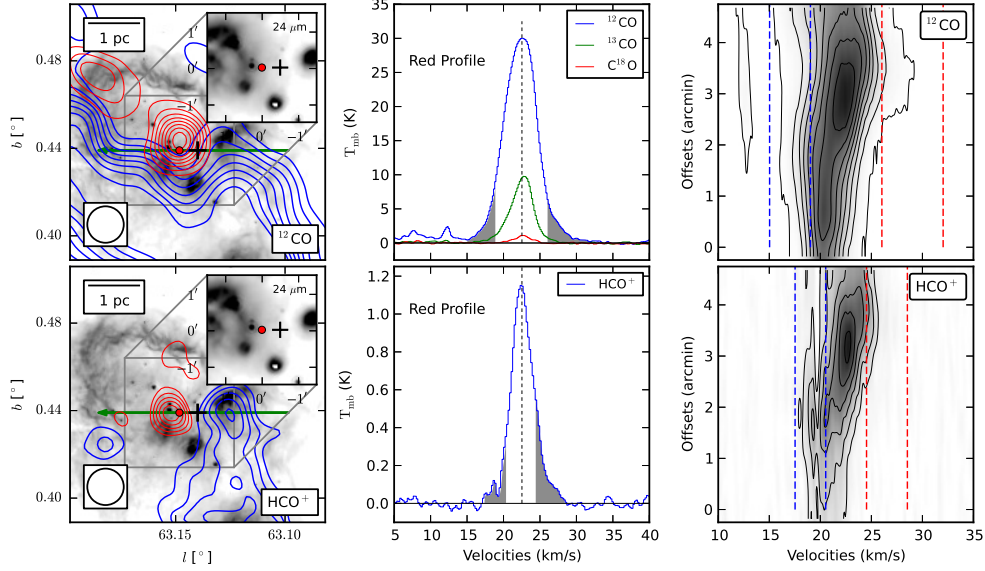 1 pc
24 μm
0′
−1′
0′
−1′
¹²CO
0.48
0.44
0.40
b [°]
Red Profile
¹²CO
¹³CO
C¹⁸O
35
30
25
20
15
10
5
0
T_mb (K)
¹²CO
4
3
2
1
0
Offsets (arcmin)
1 pc
24 μm
0′
−1′
0′
−1′
HCO⁺
0.48
0.44
0.40
b [°]
63.15
63.10
l [°]
Red Profile
HCO⁺
1.2
1.0
0.8
0.6
0.4
0.2
0.0
T_mb (K)
5 10 15 20 25 30 35 40
Velocities (km/s)
HCO⁺
4
3
2
1
0
Offsets (arcmin)
10 15 20 25 30 35
Velocities (km/s)